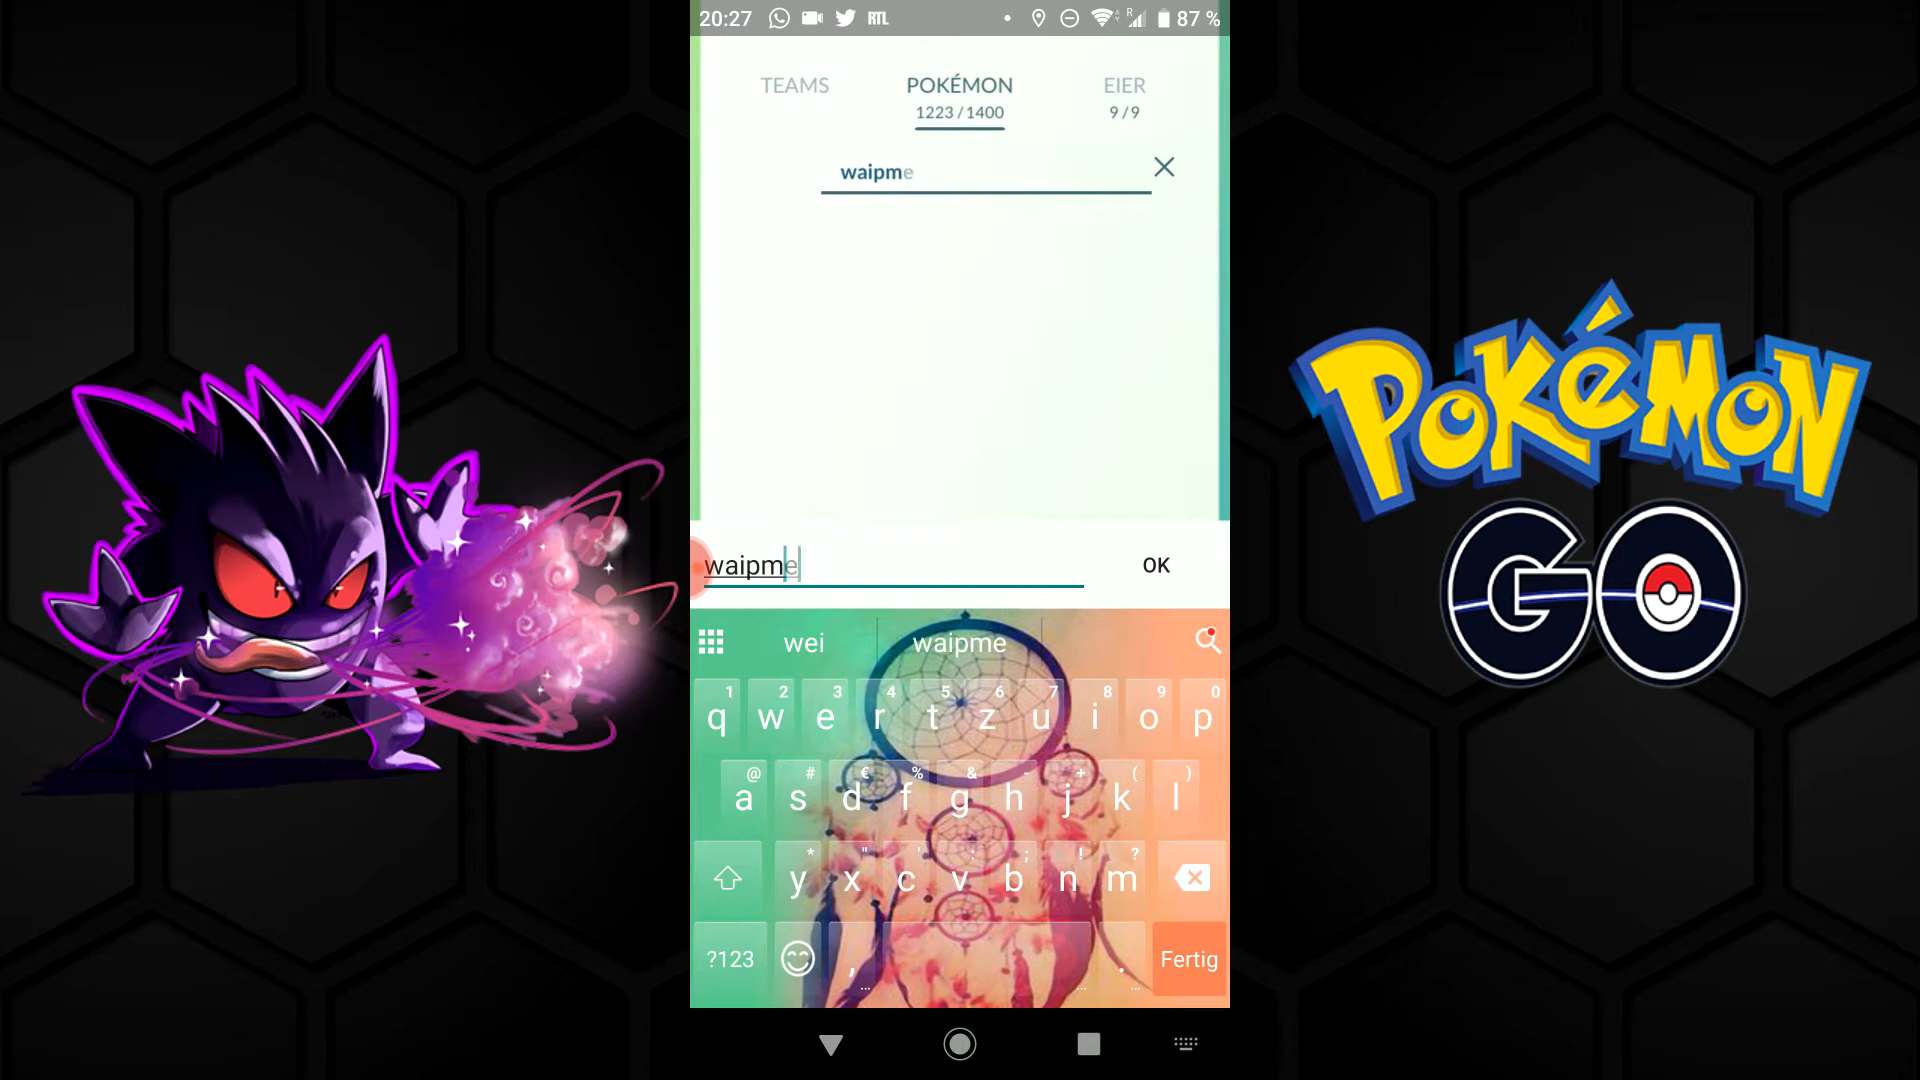 20:27 RTL R 87 %
TEAMS POKÉMON EIER
1223 / 1400 9 / 9
waipme
waipme OK
wei waipme
1 2 3 4 5 6 7 8 9 0
q w e r t z u i o p
@ # € % & - + ( )
a s d f g h j k l
* " ' : ; ! ?
y x c v b n m
?123 , . Fertig
POKéMON
GO